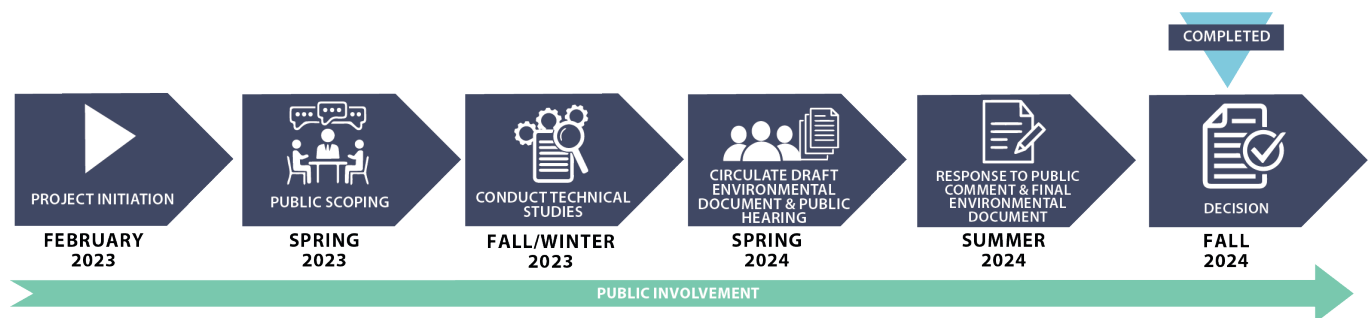 COMPLETED
PROJECT INITIATION
FEBRUARY
2023
PUBLIC SCOPING
SPRING
2023
CONDUCT TECHNICAL
STUDIES
FALL/WINTER
2023
CIRCULATE DRAFT
ENVIRONMENTAL
DOCUMENT & PUBLIC
HEARING
SPRING
2024
RESPONSE TO PUBLIC
COMMENT & FINAL
ENVIRONMENTAL
DOCUMENT
SUMMER
2024
DECISION
FALL
2024
PUBLIC INVOLVEMENT